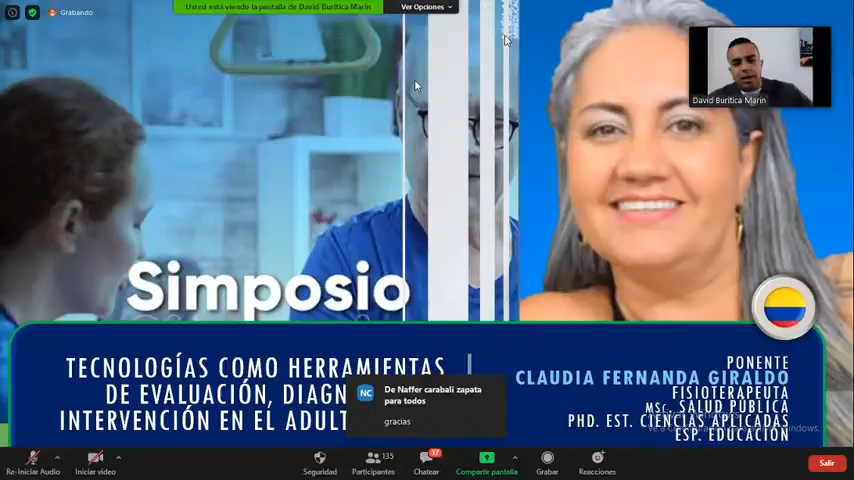 Grabando
Usted está viendo la pantalla de David Buritica Marin
Ver Opciones
David Buritica Marin
Simposio
TECNOLOGÍAS COMO HERRAMIENTAS
DE EVALUACIÓN, DIAGN
INTERVENCIÓN EN EL ADULT
PONENTE
CLAUDIA FERNANDA GIRALDO
FISIOTERAPEUTA
MSC. SALUD PÚBLICA
PHD. EST. CIENCIAS APLICADAS
ESP. EDUCACIÓN
NC
De Naffer carabali zapata
para todos
gracias
Re-Iniciar Audio
Iniciar video
Seguridad
135
Participantes
37
Chatear
Compartir pantalla
Grabar
Reacciones
Salir